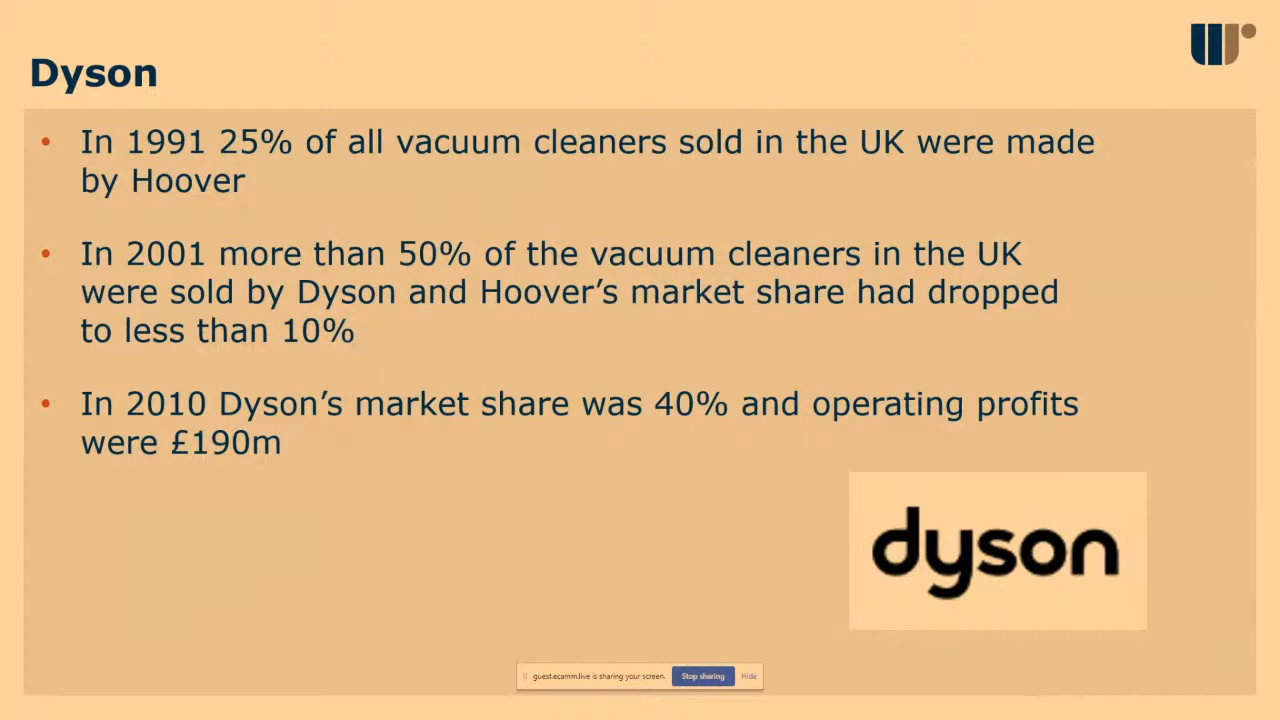 Dyson
• In 1991 25% of all vacuum cleaners sold in the UK were made
by Hoover
• In 2001 more than 50% of the vacuum cleaners in the UK
were sold by Dyson and Hoover’s market share had dropped
to less than 10%
• In 2010 Dyson’s market share was 40% and operating profits
were £190m
dyson
guest.ecamm.live is sharing your screen. Stop sharing Hide